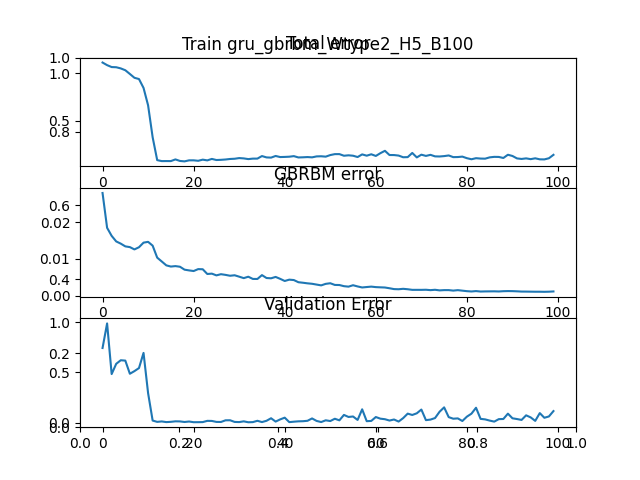 Train gru_gbrbm_Wtype2_H5_B100
Total error
1.0
1.0
0.5
0.8
0 20 40 60 80 100
GBRBM error
0.6
0.02
0.01
0.4
0.00
0 20 40 60 80 100
Validation Error
1.0
0.2
0.5
0.0
0.0
0.0 0 0.2 20 0.4 40 0.6 60 80 0.8 100 1.0